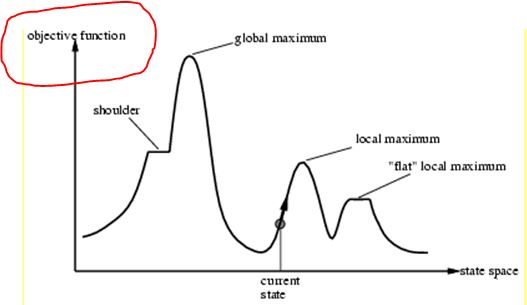 objective function
global maximum
shoulder
local maximum
"flat" local maximum
state space
current
state